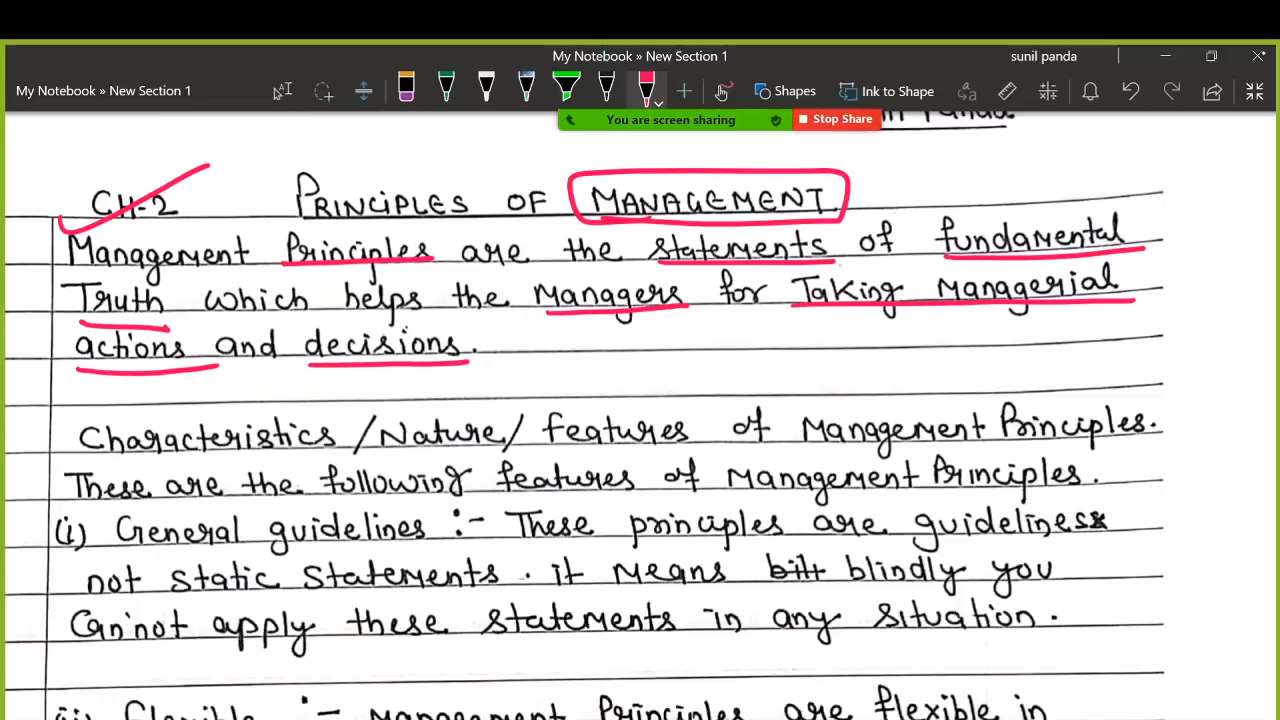 My Notebook » New Section 1
sunil panda
My Notebook » New Section 1
Shapes
Ink to Shape
You are screen sharing
Stop Share
CH-2 PRINCIPLES OF MANAGEMENT
Management Principles are the statements of fundamental
Truth which helps the Managers for Taking Managerial
actions and decisions.
Characteristics /Nature/ features of Management Principles.
These are the following features of Management Principles.
(i) General guidelines :- These principles are guidelines
not static statements. it means blindly you
Can'not apply these statements in any situation.
(ii) flexible :- Management Principles are flexible in